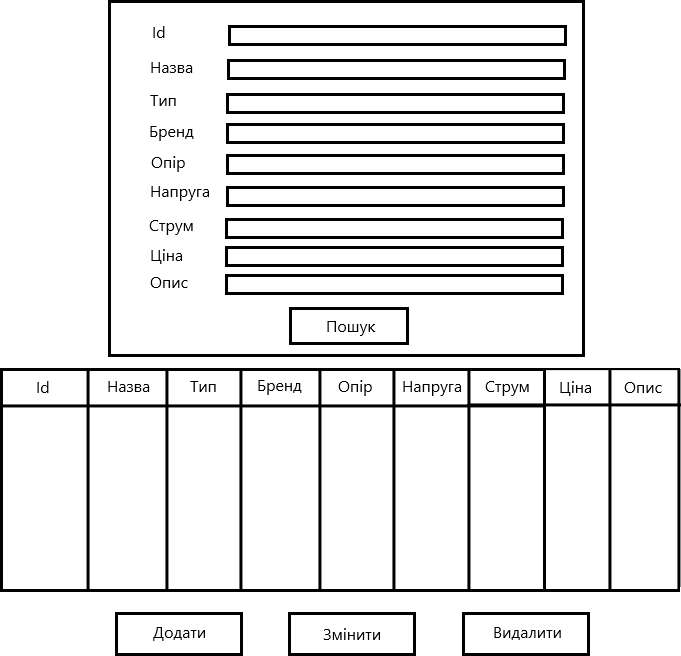 Id
Назва
Тип
Бренд
Опір
Напруга
Струм
Ціна
Опис
Пошук
Id Назва Тип Бренд Опір Напруга Струм Ціна Опис
Додати Змінити Видалити